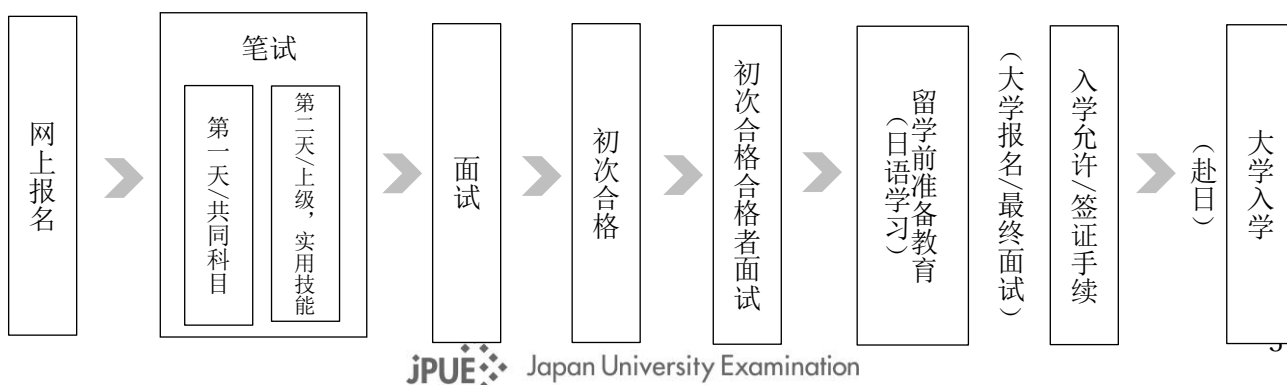 网上报名
笔试
第一天/共同科目
第二天/上级，实用技能
面试
初次合格
初次合格合格者面试
留学前准备教育
（日语学习）
（大学报名/最终面试）
入学允许/签证手续
大学入学
（赴日）
jPUE Japan University Examination